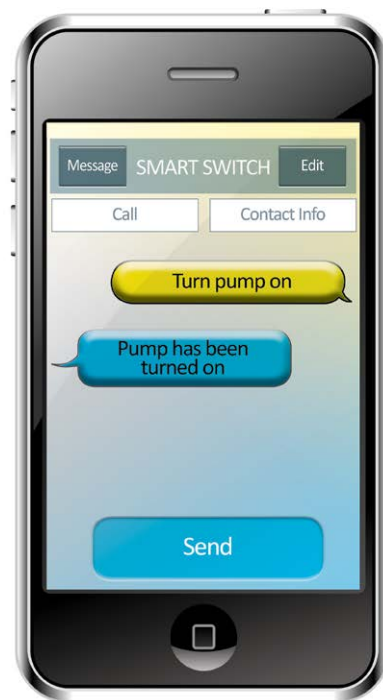 Message SMART SWITCH Edit
Call Contact Info
Turn pump on
Pump has been
turned on
Send